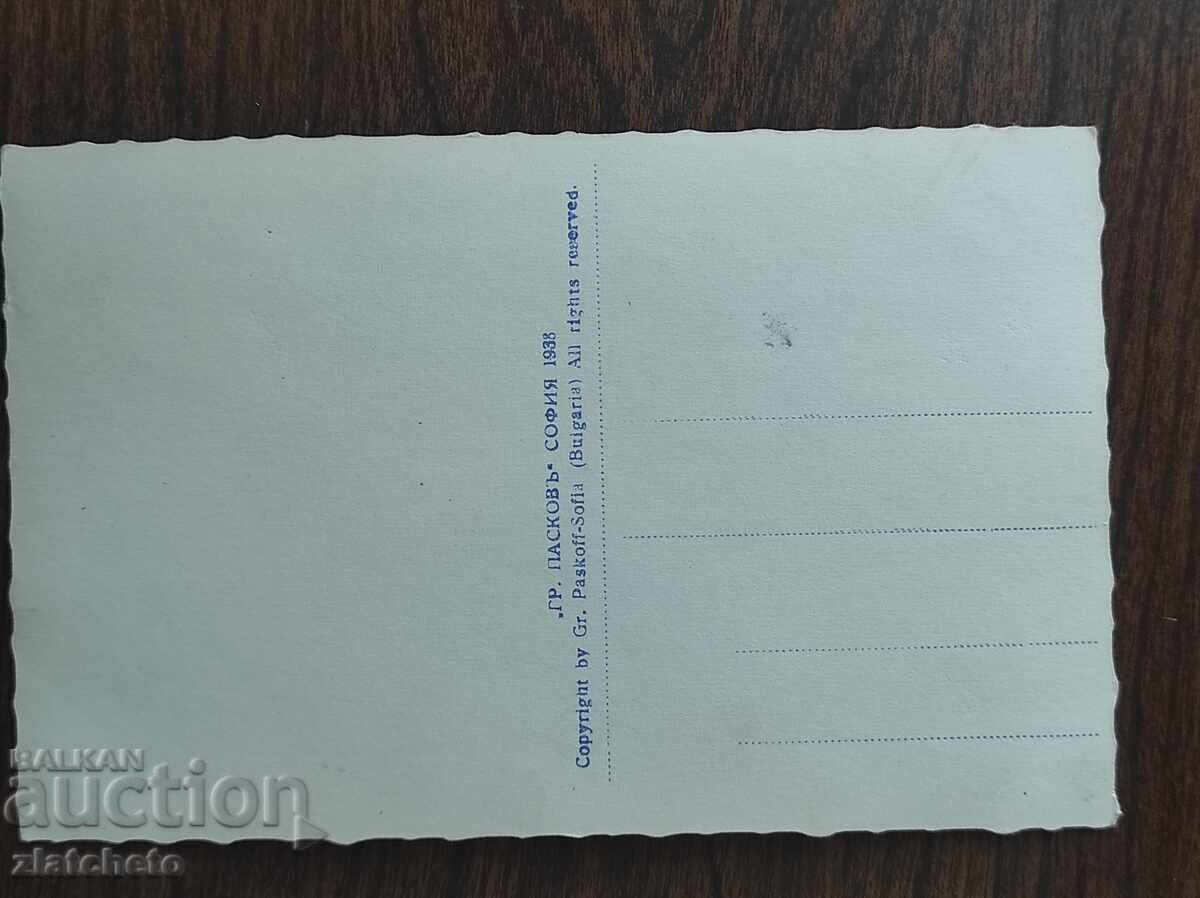 „ГР. ПАСКОВЪ“ СОФИЯ 1938
Copyright by Gr. Paskoff-Sofia (Bulgaria) All rights reserved.
BALKAN
auction
zlatcheto